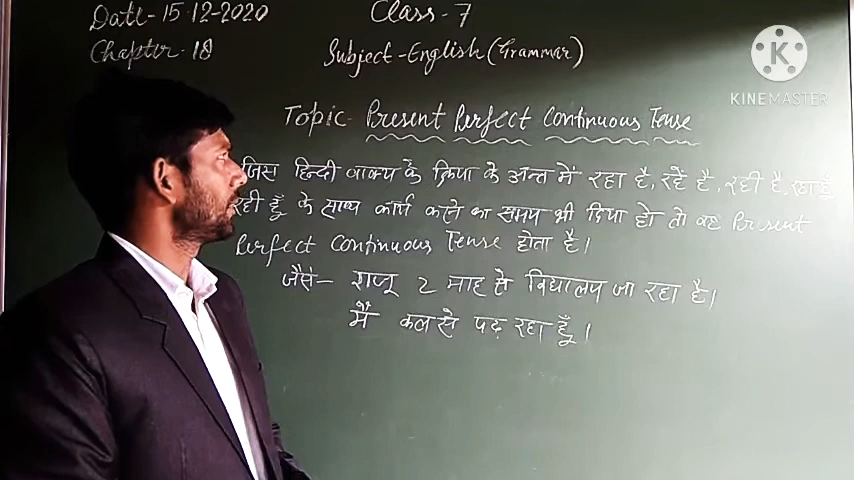 Date-15-12-2020
Class-7
Chapter-18
Subject-English (Grammar)
KINEMASTER
Topic- Present Perfect Continuous Tense
जिस हिन्दी वाक्य के क्रिया के अन्त में रहा है, रहें है, रही है, रहा हूँ
रही हूँ के साथ कार्य करने का समय भी दिया हो तो वह Present
Perfect Continuous Tense होता है।
जैसे- राजू 2 माह से विद्यालय जा रहा है।
मैं कल से पढ़ रहा हूँ।